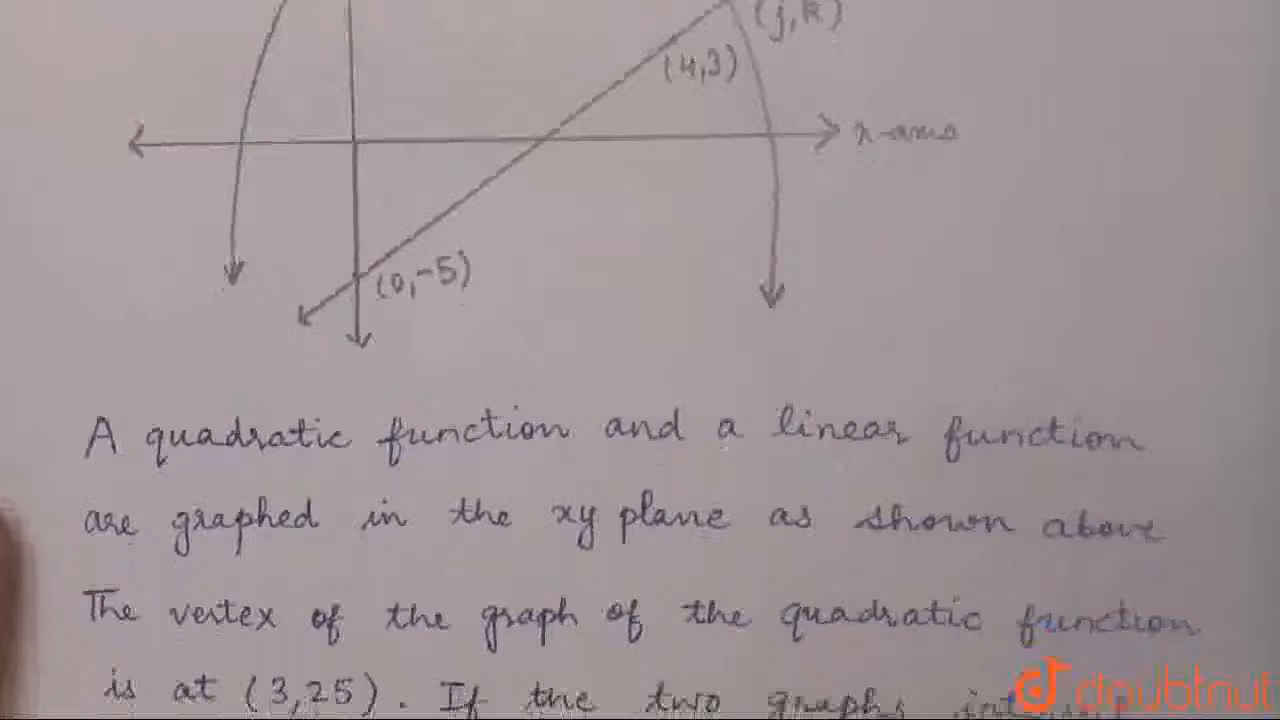 (j,k)
(4,3)
x-axis
(0,-5)
A quadratic function and a linear function
are graphed in the xy plane as shown above
The vertex of the graph of the quadratic function
is at (3,25). If the two graphs
doubtnut